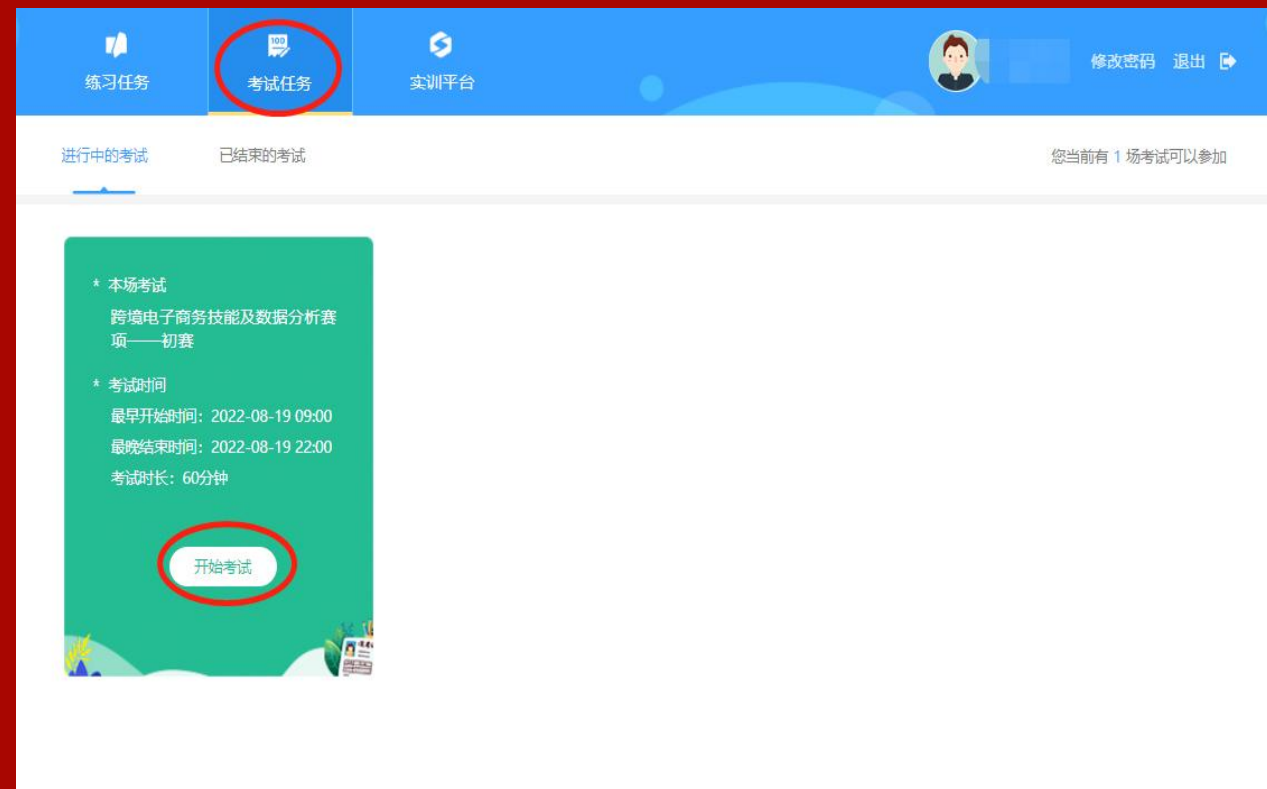 练习任务
考试任务
实训平台
修改密码 退出
进行中的考试
已结束的考试
您当前有 1 场考试可以参加
* 本场考试
跨境电子商务技能及数据分析赛
项——初赛
* 考试时间
最早开始时间：2022-08-19 09:00
最晚结束时间：2022-08-19 22:00
考试时长：60分钟
开始考试